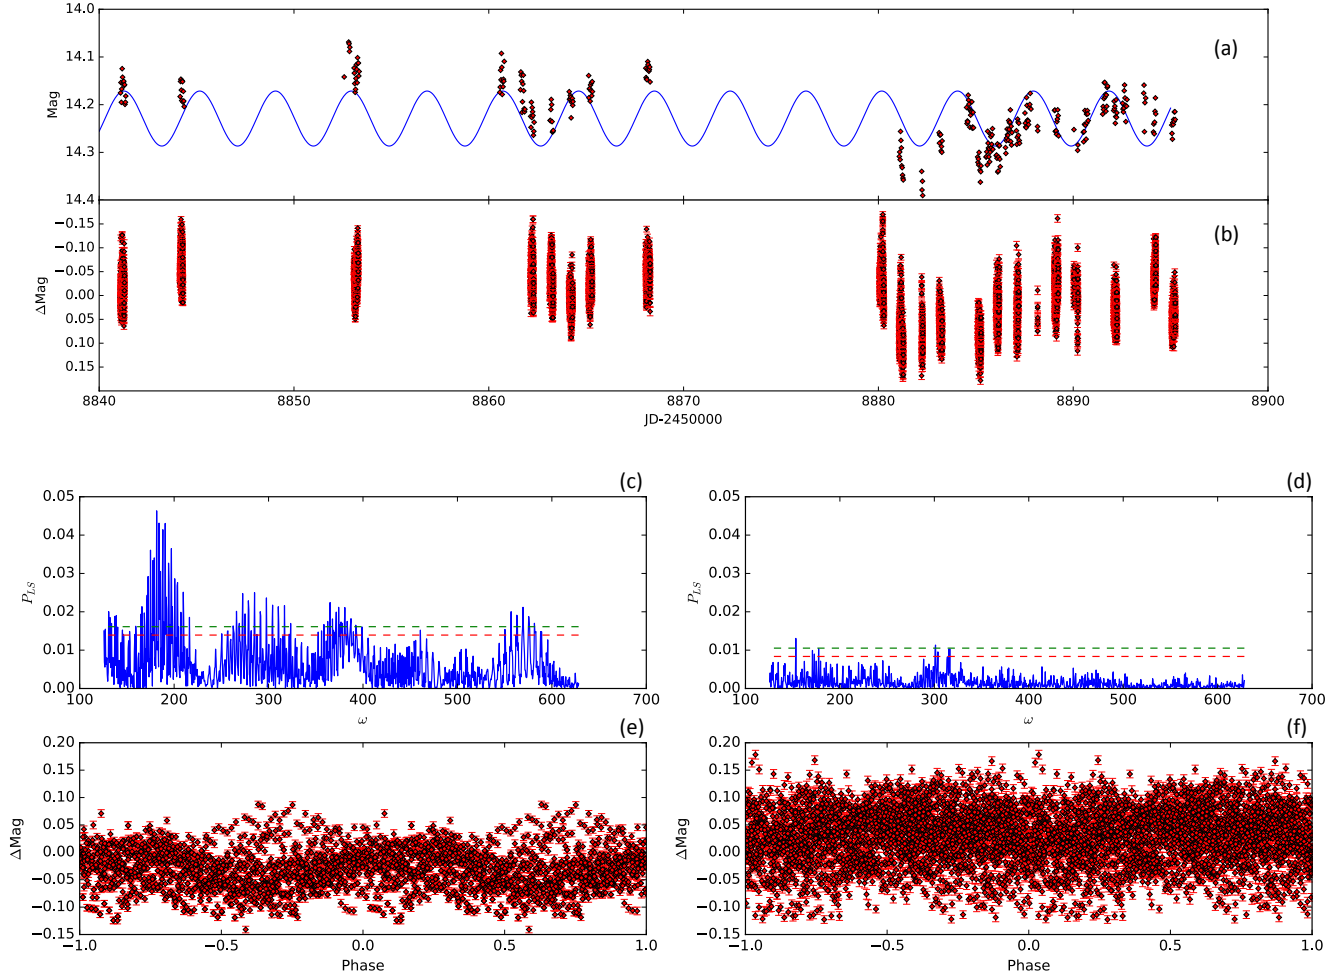 (a)
14.0
14.1
14.2
14.3
14.4
Mag
(b)
−0.15
−0.10
−0.05
0.00
0.05
0.10
0.15
ΔMag
8840 8850 8860 8870 8880 8890 8900
JD-2450000
(c)
0.05
0.04
0.03
0.02
0.01
0.00
P_LS
100 200 300 400 500 600 700
ω
(d)
0.05
0.04
0.03
0.02
0.01
0.00
P_LS
100 200 300 400 500 600 700
ω
(e)
0.20
0.15
0.10
0.05
0.00
−0.05
−0.10
−0.15
ΔMag
−1.0 −0.5 0.0 0.5 1.0
Phase
(f)
0.20
0.15
0.10
0.05
0.00
−0.05
−0.10
−0.15
ΔMag
−1.0 −0.5 0.0 0.5 1.0
Phase